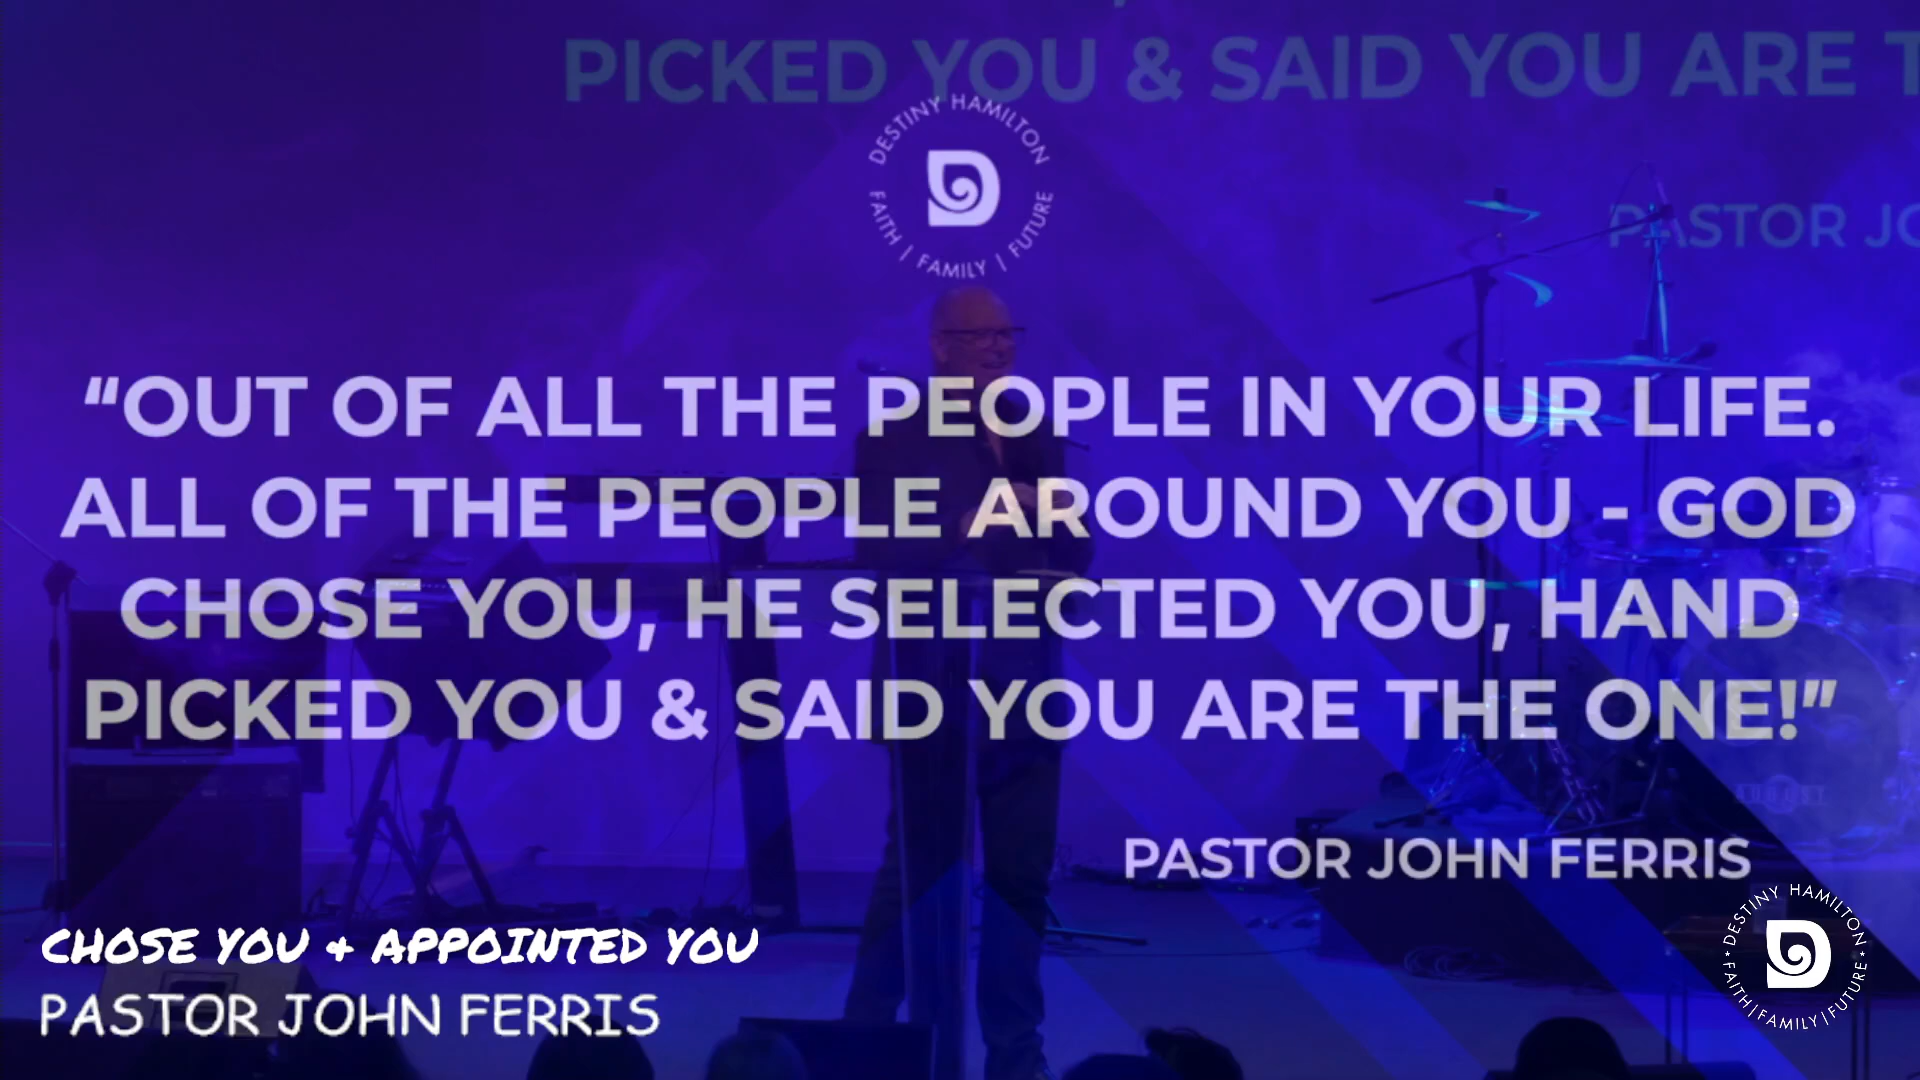 PICKED YOU & SAID YOU ARE T
DESTINY HAMILTON
FAITH | FAMILY | FUTURE
PASTOR JO
“OUT OF ALL THE PEOPLE IN YOUR LIFE.
ALL OF THE PEOPLE AROUND YOU - GOD
CHOSE YOU, HE SELECTED YOU, HAND
PICKED YOU & SAID YOU ARE THE ONE!”
PASTOR JOHN FERRIS
CHOSE YOU + APPOINTED YOU
PASTOR JOHN FERRIS
DESTINY HAMILTON
FAITH | FAMILY | FUTURE